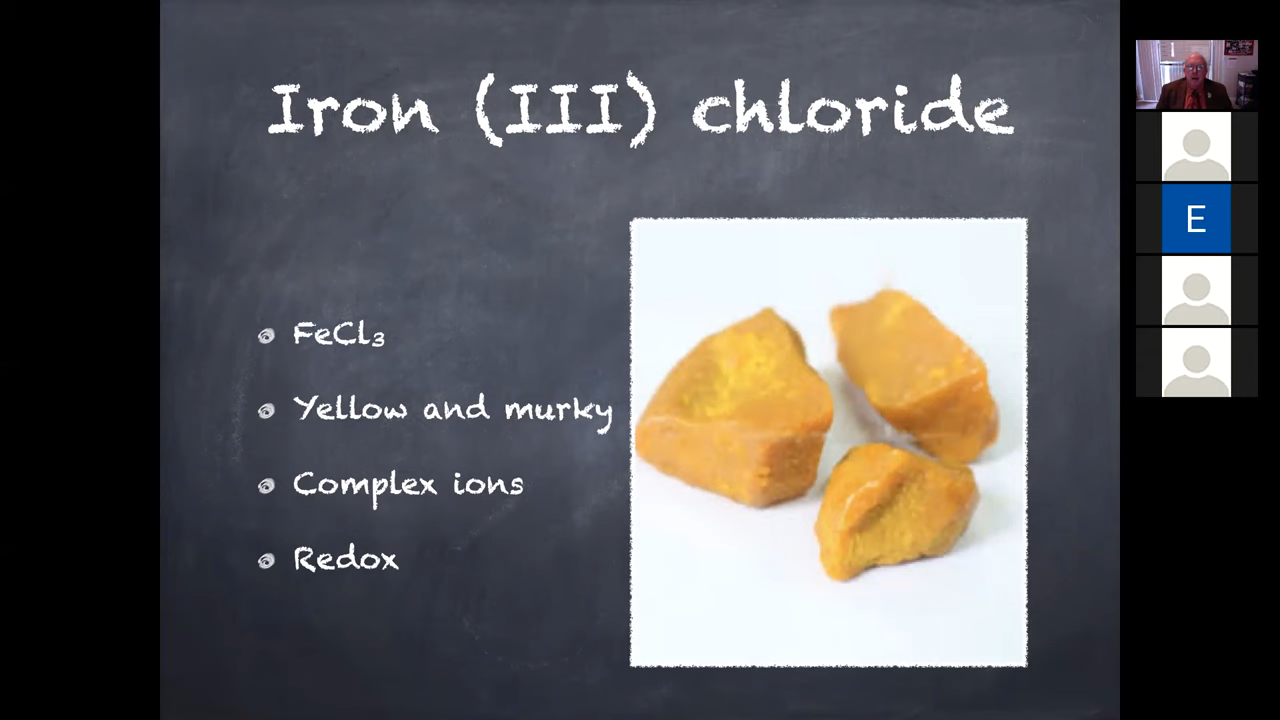 Iron (III) chloride
FeCl₃
Yellow and murky
Complex ions
Redox
E